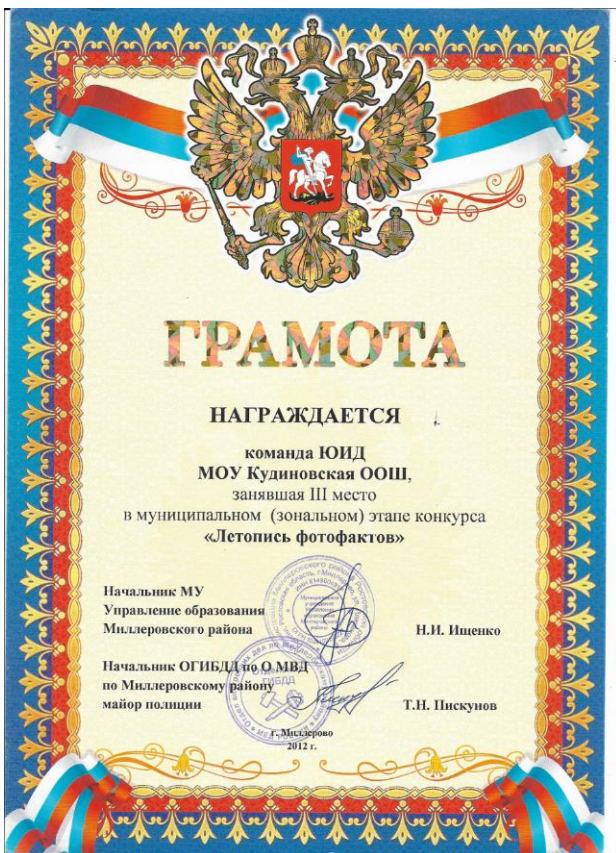 ГРАМОТА
НАГРАЖДАЕТСЯ
команда ЮИД
МОУ Кудиновская ООШ,
занявшая III место
в муниципальном (зональном) этапе конкурса
«Летопись фотофактов»
Начальник МУ
Управление образования
Миллеровского района
Н.И. Ищенко
Начальник ОГИБДД по О МВД
по Миллеровскому району
майор полиции
Т.Н. Пискунов
ГИБДД
г. Миллерово
2012 г.